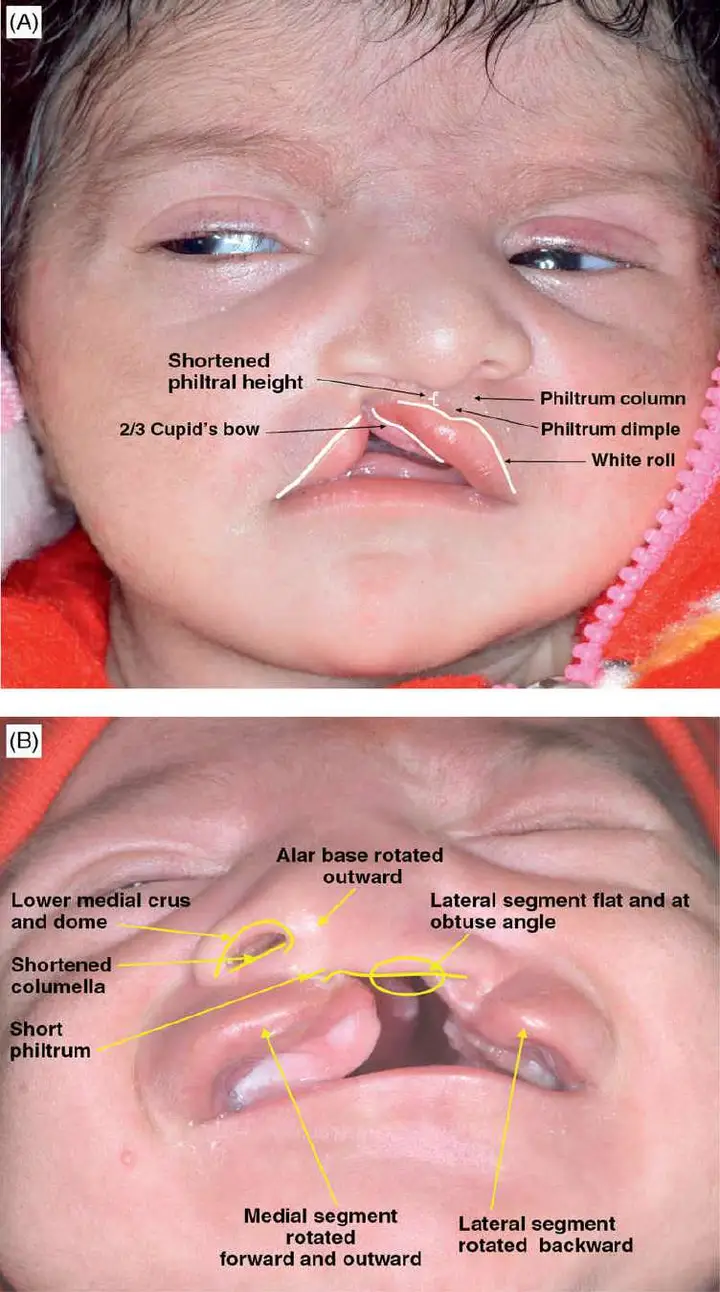 (A)
Shortened
philtral height
2/3 Cupid's bow
Philtrum column
Philtrum dimple
White roll
(B)
Alar base rotated
outward
Lower medial crus
and dome
Lateral segment flat and at
obtuse angle
Shortened
columella
Short
philtrum
Medial segment
rotated
forward and outward
Lateral segment
rotated backward